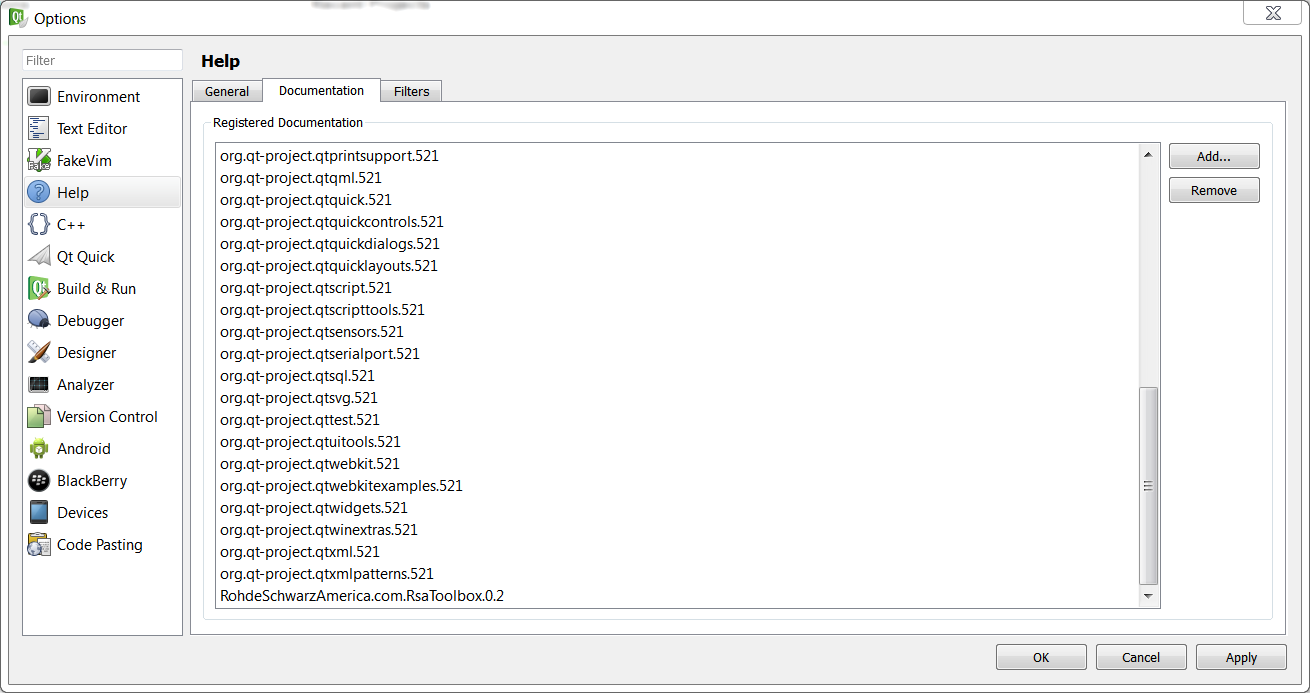 Options
Filter
Environment
Text Editor
FakeVim
Help
C++
Qt Quick
Build & Run
Debugger
Designer
Analyzer
Version Control
Android
BlackBerry
Devices
Code Pasting
Help
General
Documentation
Filters
Registered Documentation
org.qt-project.qtprintsupport.521
org.qt-project.qtqml.521
org.qt-project.qtquick.521
org.qt-project.qtquickcontrols.521
org.qt-project.qtquickdialogs.521
org.qt-project.qtquicklayouts.521
org.qt-project.qtscript.521
org.qt-project.qtscripttools.521
org.qt-project.qtsensors.521
org.qt-project.qtserialport.521
org.qt-project.qtsql.521
org.qt-project.qtsvg.521
org.qt-project.qttest.521
org.qt-project.qtuitools.521
org.qt-project.qtwebkit.521
org.qt-project.qtwebkitexamples.521
org.qt-project.qtwidgets.521
org.qt-project.qtwinextras.521
org.qt-project.qtxml.521
org.qt-project.qtxmlpatterns.521
RohdeSchwarzAmerica.com.RsaToolbox.0.2
Add...
Remove
OK
Cancel
Apply